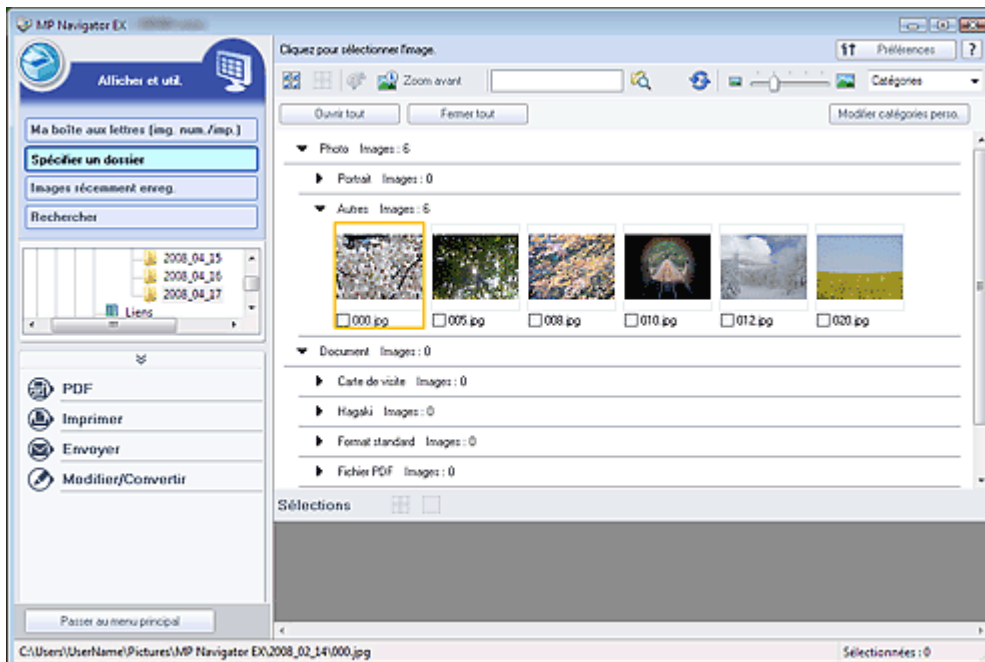 MP Navigator EX
Afficher et util.
Ma boîte aux lettres (img. num./imp.)
Spécifier un dossier
Images récemment enreg.
Rechercher
2008_04_15
2008_04_16
2008_04_17
Liens
PDF
Imprimer
Envoyer
Modifier/Convertir
Passer au menu principal
Cliquez pour sélectionner l'image.
Préférences ?
Zoom avant
Catégories
Ouvrir tout Fermer tout
Modifier catégories perso.
Photo Images : 6
Portrait Images : 0
Autres Images : 6
000.jpg 005.jpg 008.jpg 010.jpg 012.jpg 020.jpg
Document Images : 0
Carte de visite Images : 0
Hagaki Images : 0
Format standard Images : 0
Fichier PDF Images : 0
Sélections
C:\Users\UserName\Pictures\MP Navigator EX\2008_02_14\000.jpg
Sélectionnées : 0